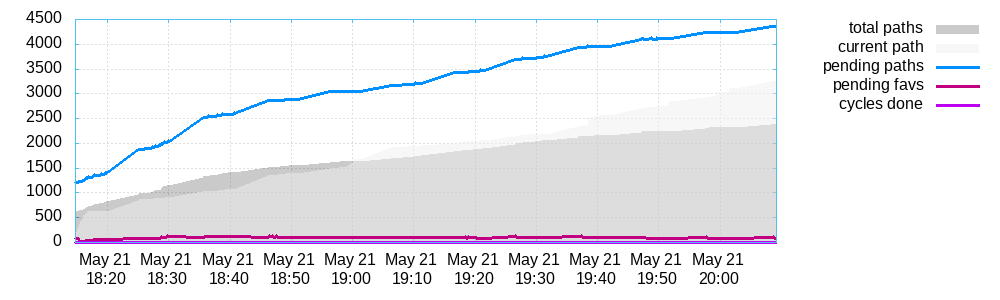 4500
4000
3500
3000
2500
2000
1500
1000
500
0
May 21 May 21 May 21 May 21 May 21 May 21 May 21 May 21 May 21 May 21 May 21
18:20 18:30 18:40 18:50 19:00 19:10 19:20 19:30 19:40 19:50 20:00
total paths
current path
pending paths
pending favs
cycles done